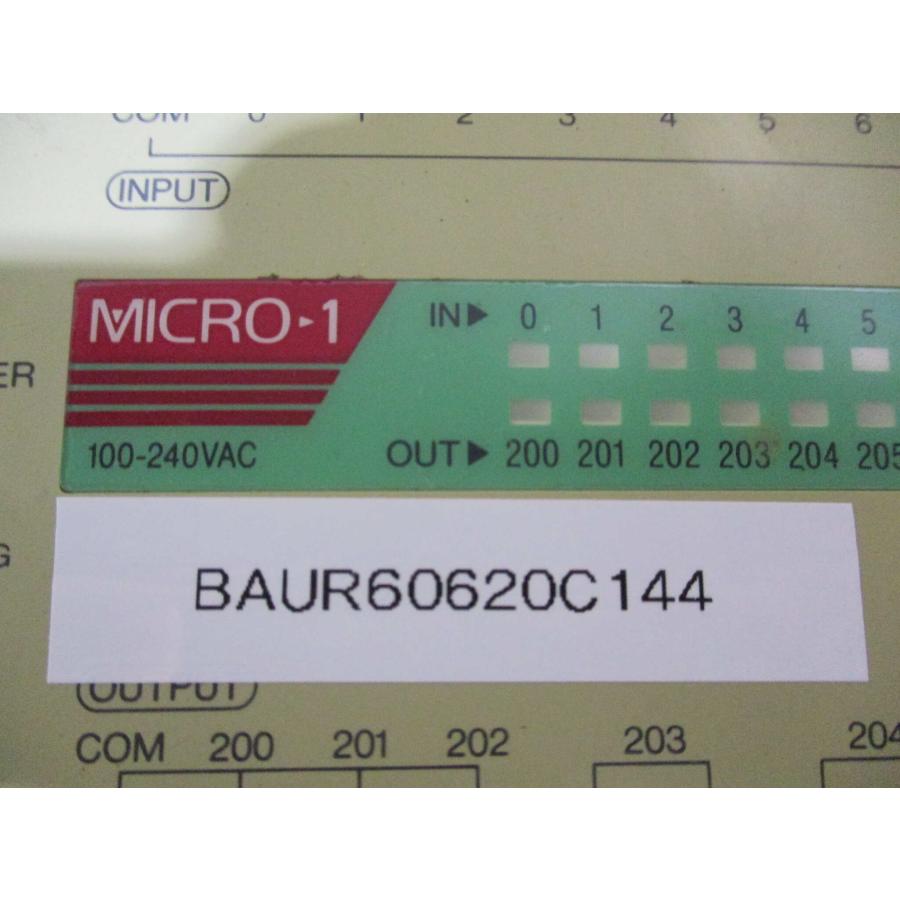 COM 0 1 2 3 4 5 6
INPUT
MICRO-1 IN▶ 0 1 2 3 4 5
ER
100-240VAC OUT▶ 200 201 202 203 204 205
G
BAUR60620C144
OUTPUT
COM 200 201 202 203 204